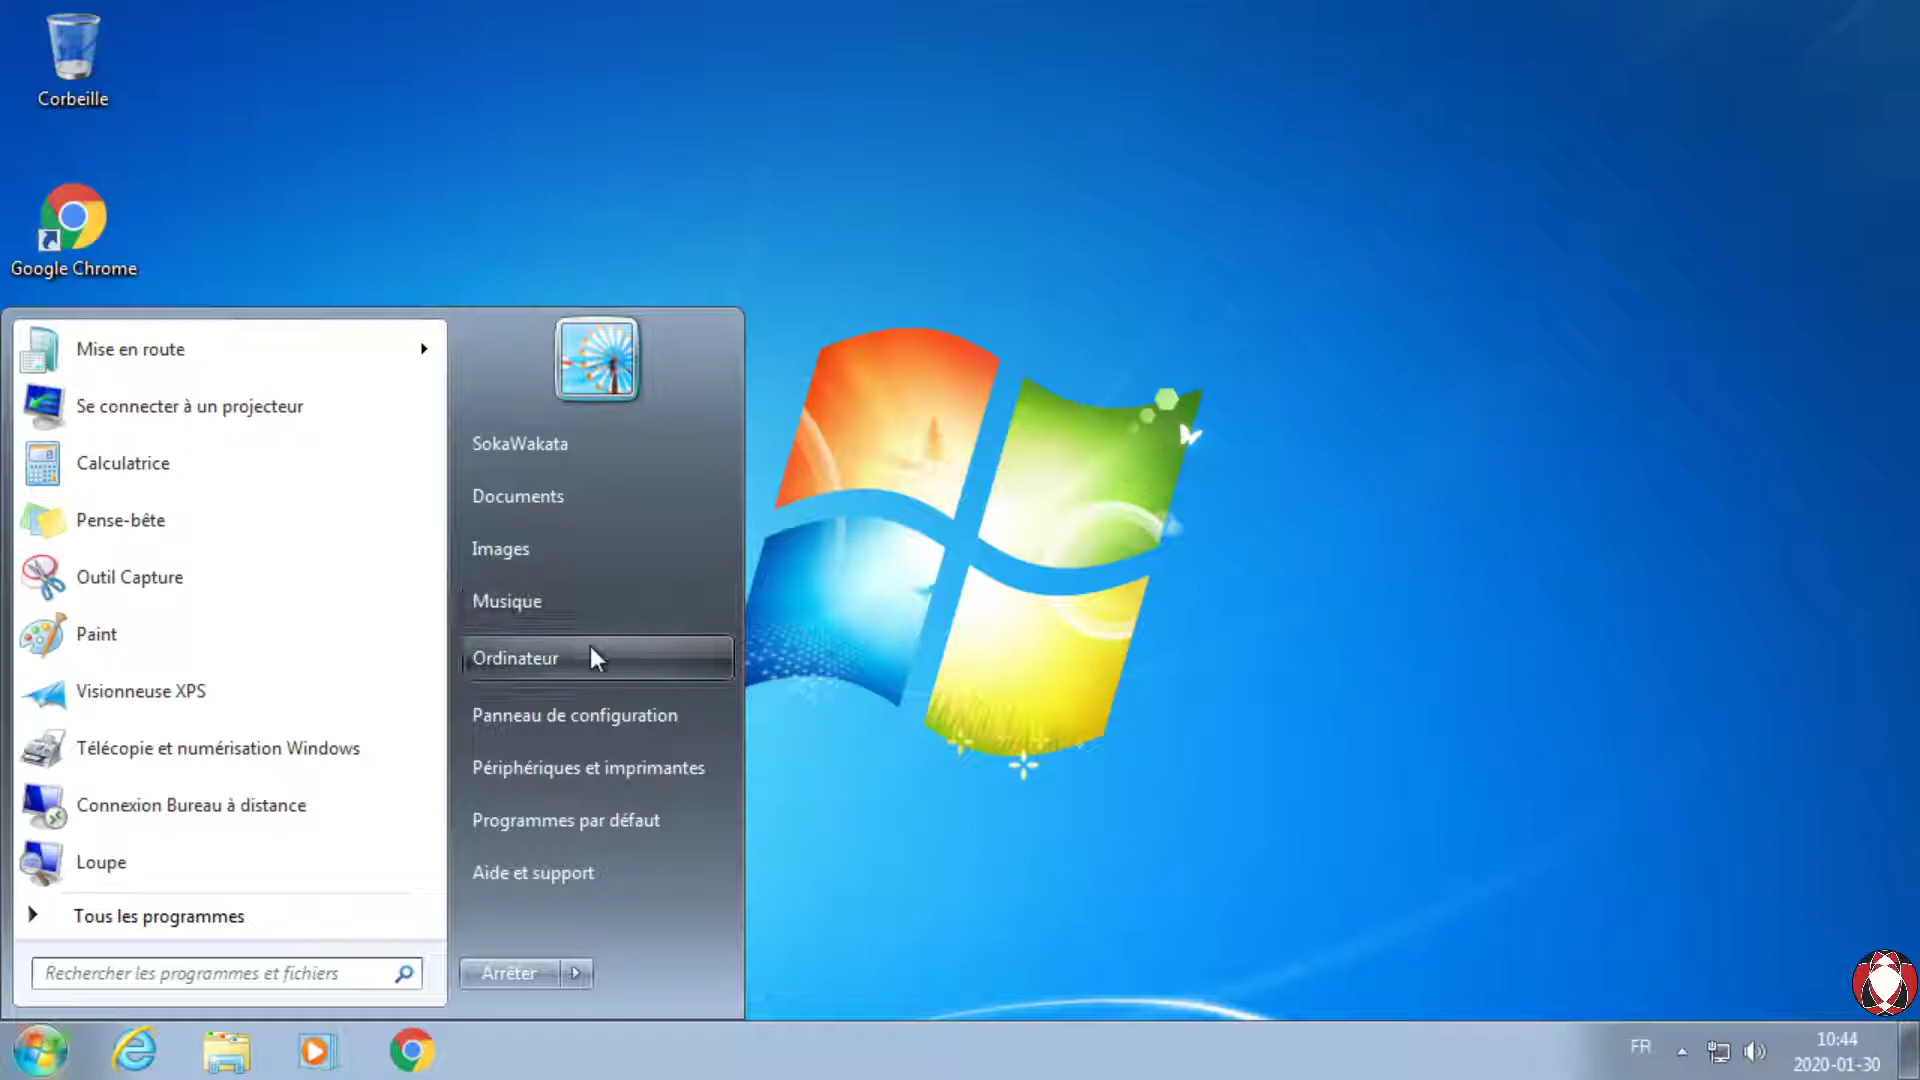 Corbeille
Google Chrome
Mise en route
Se connecter à un projecteur
Calculatrice
Pense-bête
Outil Capture
Paint
Visionneuse XPS
Télécopie et numérisation Windows
Connexion Bureau à distance
Loupe
Tous les programmes
Rechercher les programmes et fichiers
SokaWakata
Documents
Images
Musique
Ordinateur
Panneau de configuration
Périphériques et imprimantes
Programmes par défaut
Aide et support
Arrêter
FR
10:44
2020-01-30